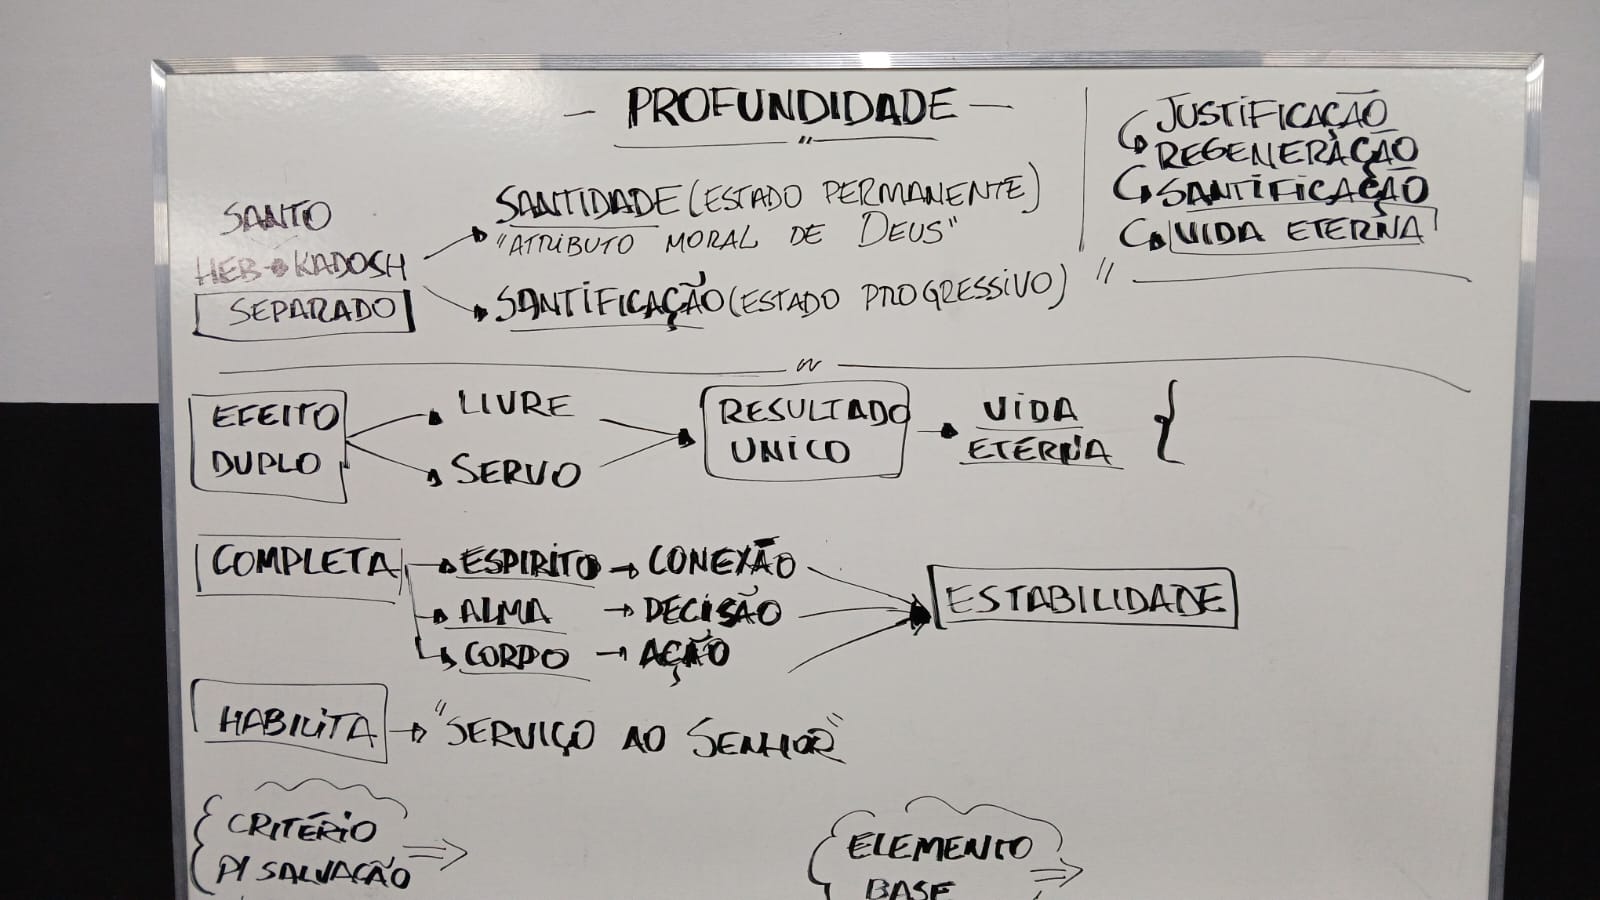 — PROFUNDIDADE —
JUSTIFICAÇÃO
REGENERAÇÃO
SANTIFICAÇÃO
VIDA ETERNA
SANTO
HEB → KADOSH
SEPARADO
SANTIDADE (ESTADO PERMANENTE)
"ATRIBUTO MORAL DE DEUS"
SANTIFICAÇÃO (ESTADO PROGRESSIVO)
EFEITO
DUPLO
LIVRE
SERVO
RESULTADO
UNICO
VIDA
ETERNA {
COMPLETA
ESPIRITO → CONEXÃO
ALMA → DECISÃO
CORPO → AÇÃO
ESTABILIDADE
HABILITA → "SERVIÇO AO SENHOR"
CRITÉRIO
P/ SALVAÇÃO
ELEMENTO
BASE